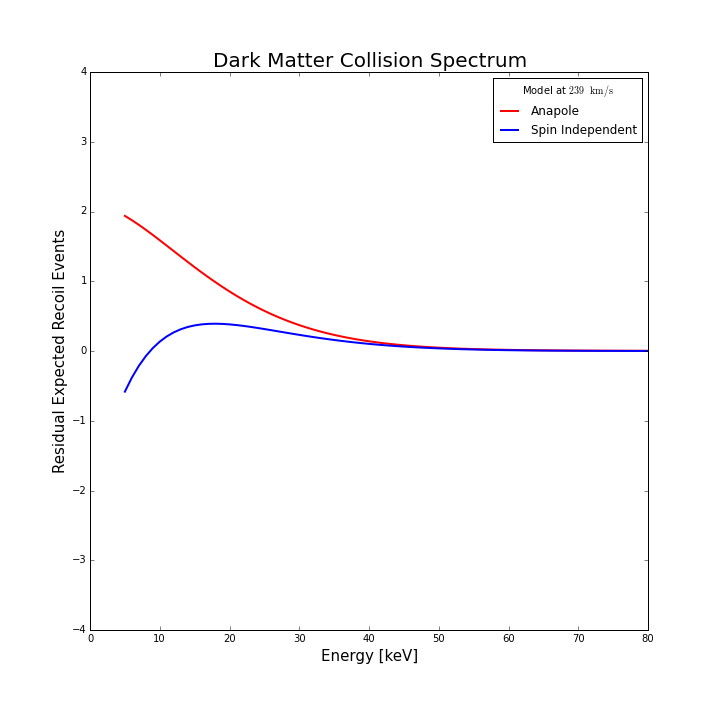 Dark Matter Collision Spectrum
Model at 239 km/s
Anapole
Spin Independent
Residual Expected Recoil Events
4
3
2
1
0
−1
−2
−3
−4
0 10 20 30 40 50 60 70 80
Energy [keV]